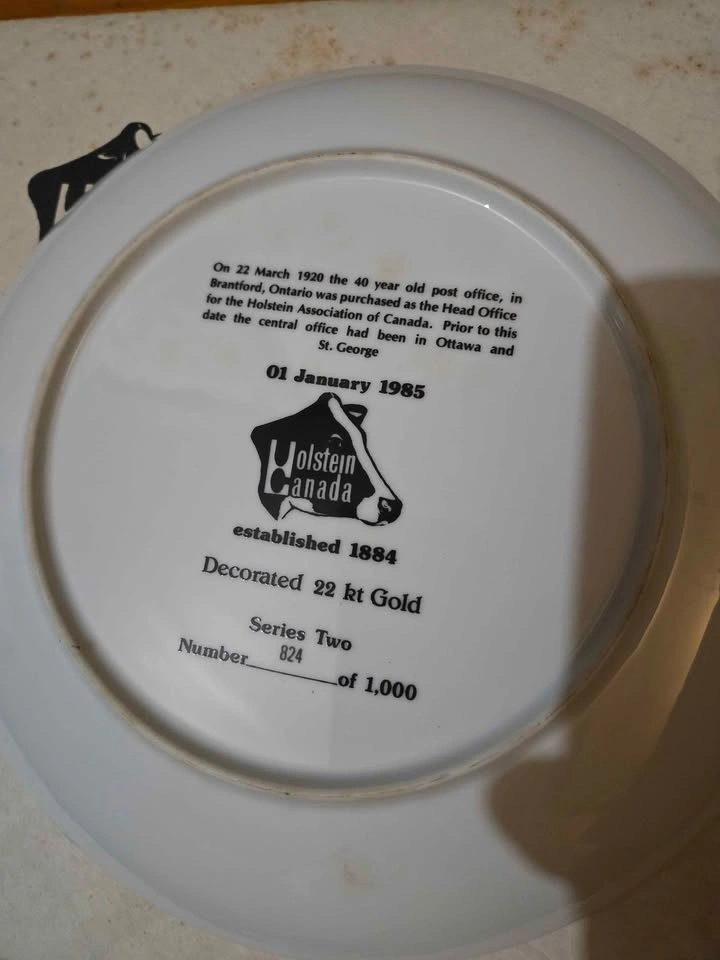 On 22 March 1920 the 40 year old post office, in
Brantford, Ontario was purchased as the Head Office
for the Holstein Association of Canada. Prior to this
date the central office had been in Ottawa and
St. George
01 January 1985
Holstein
Canada
established 1884
Decorated 22 kt Gold
Series Two
Number 824 of 1,000